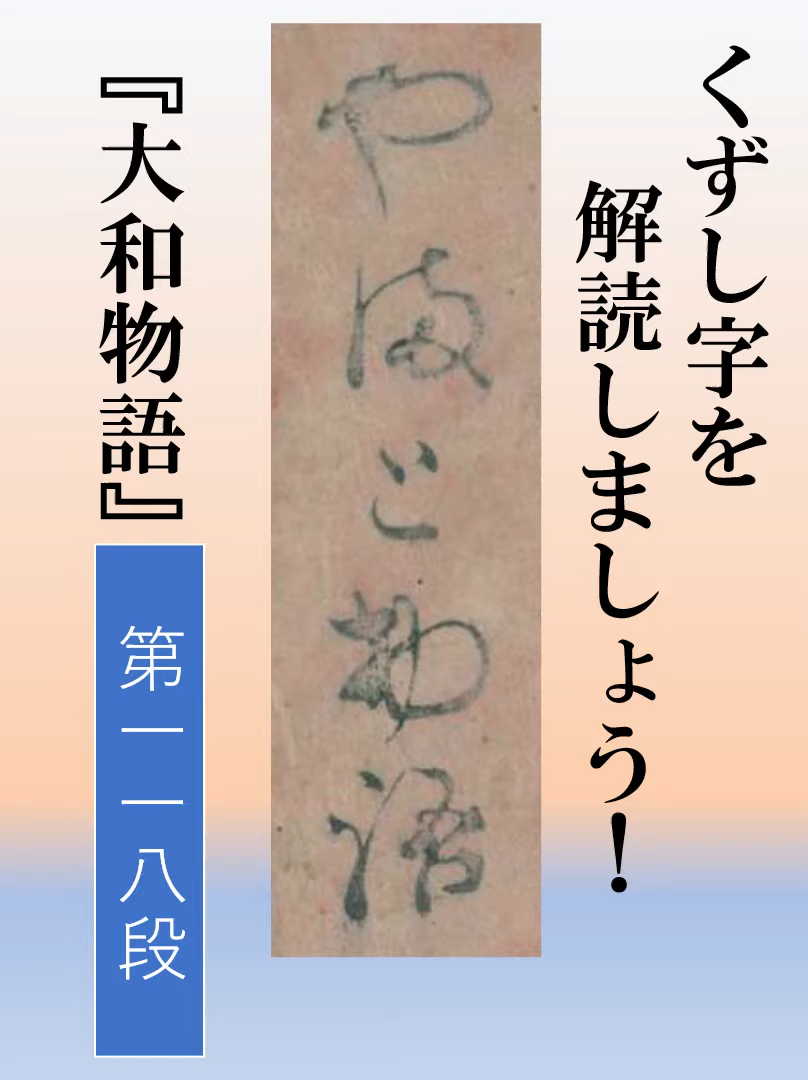 くずし字を
解読しましょう！
やまと物語
『大和物語』
第一一八段